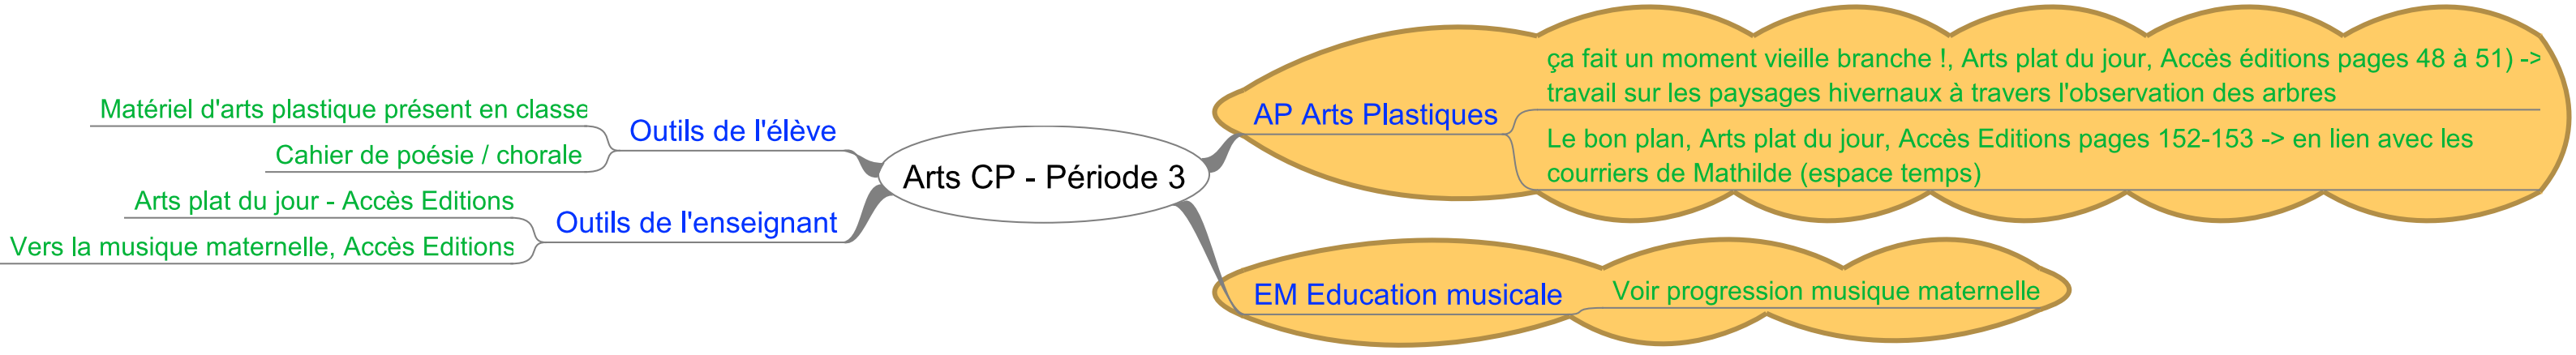 Arts CP - Période 3
Outils de l'élève
Matériel d'arts plastique présent en classe
Cahier de poésie / chorale
Outils de l'enseignant
Arts plat du jour - Accès Editions
Vers la musique maternelle, Accès Editions
AP Arts Plastiques
ça fait un moment vieille branche !, Arts plat du jour, Accès éditions pages 48 à 51) ->
travail sur les paysages hivernaux à travers l'observation des arbres
Le bon plan, Arts plat du jour, Accès Editions pages 152-153 -> en lien avec les
courriers de Mathilde (espace temps)
EM Education musicale
Voir progression musique maternelle